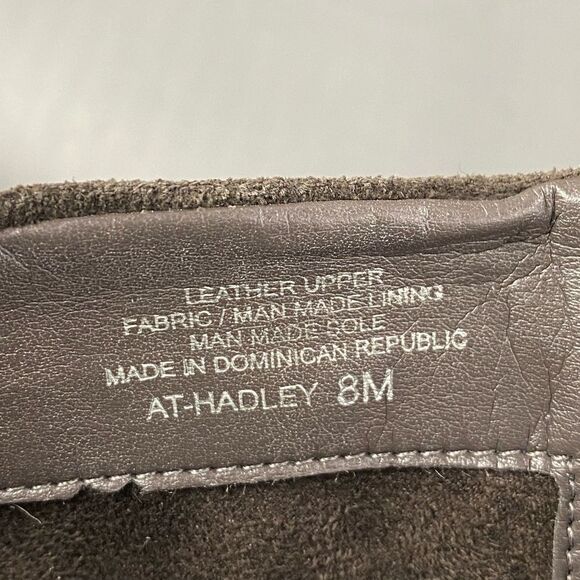 LEATHER UPPER
FABRIC / MAN MADE LINING
MAN MADE SOLE
MADE IN DOMINICAN REPUBLIC
AT-HADLEY 8M